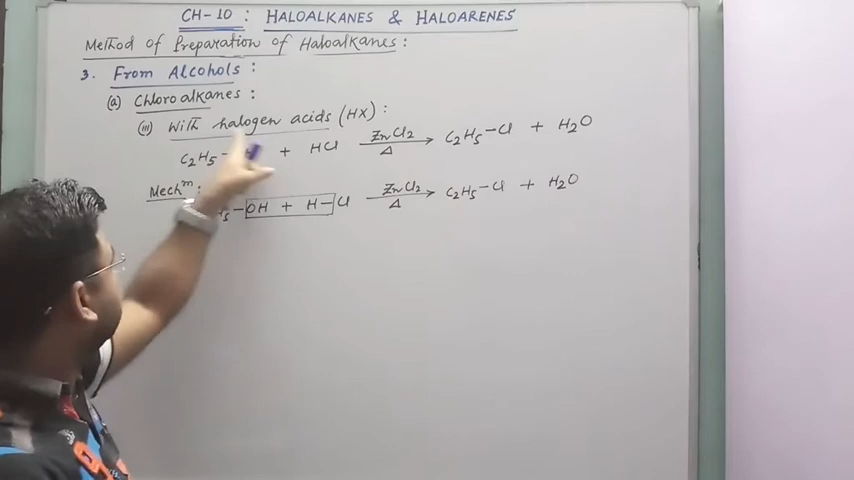 CH-10 : HALOALKANES & HALOARENES
Method of Preparation of Haloalkanes :
3. From Alcohols :
(a) Chloroalkanes :
(iii) With halogen acids (HX) :
C₂H₅- + HCl ZnCl₂ Δ → C₂H₅-Cl + H₂O
Mechᵐ :
H₅-OH + H-Cl ZnCl₂ Δ → C₂H₅-Cl + H₂O